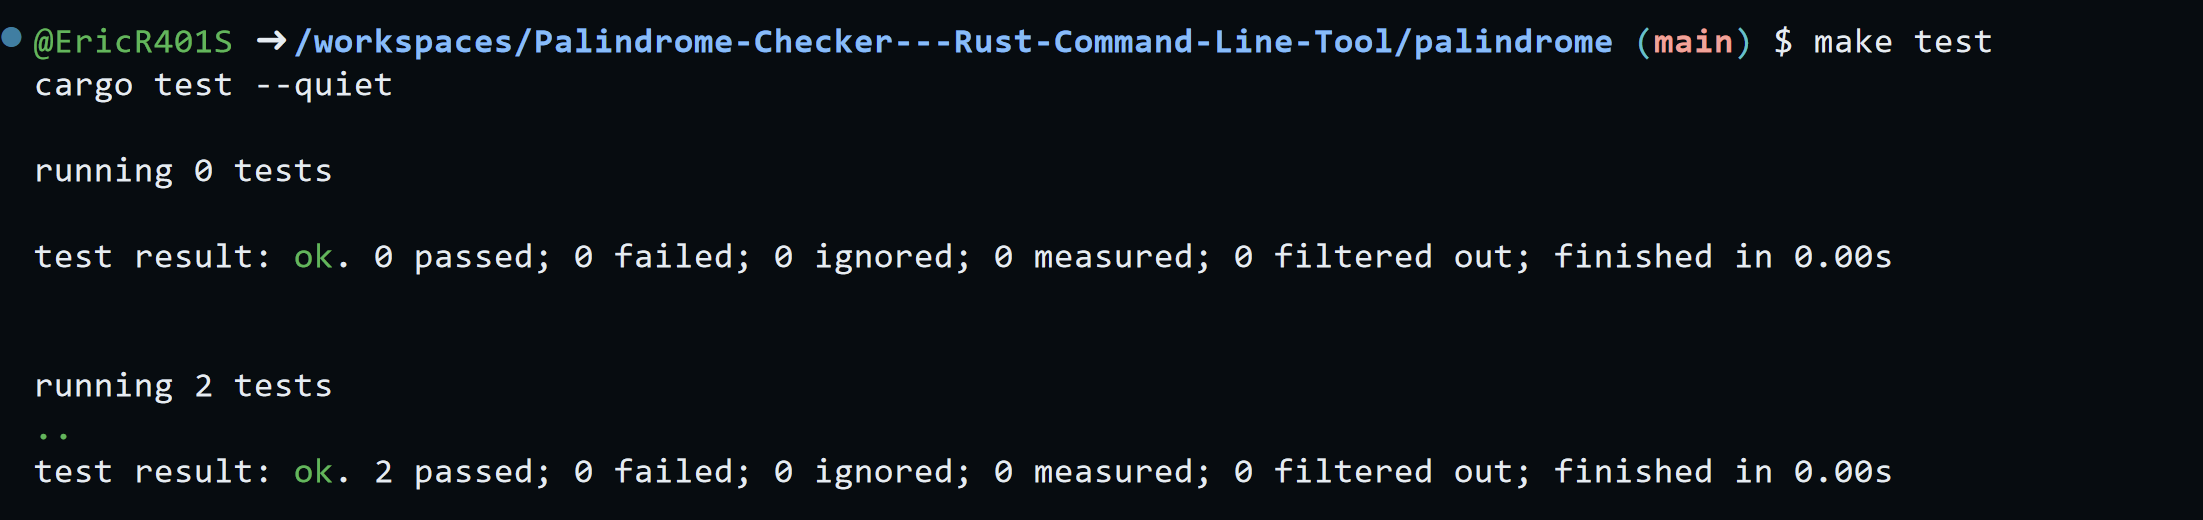 @EricR401S ➜ /workspaces/Palindrome-Checker---Rust-Command-Line-Tool/palindrome (main) $ make test
cargo test --quiet
running 0 tests
test result: ok. 0 passed; 0 failed; 0 ignored; 0 measured; 0 filtered out; finished in 0.00s
running 2 tests
..
test result: ok. 2 passed; 0 failed; 0 ignored; 0 measured; 0 filtered out; finished in 0.00s